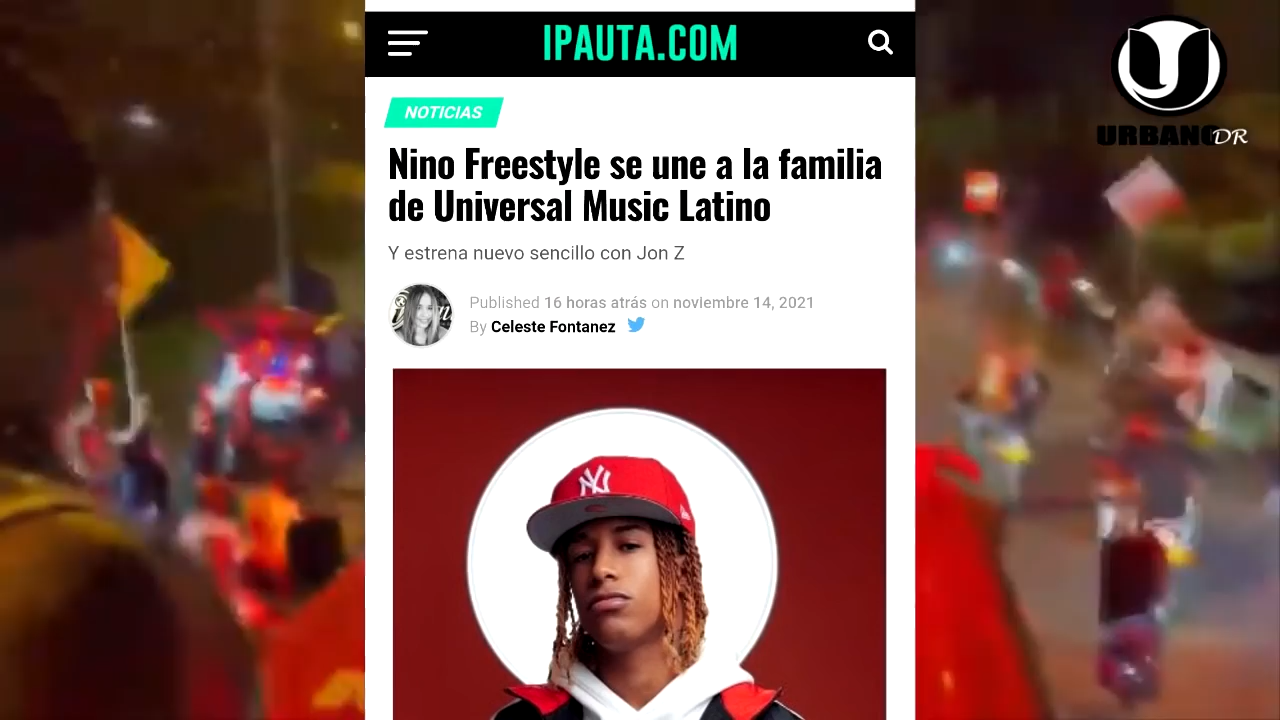 IPAUTA.COM
URBANO DR
NOTICIAS
Nino Freestyle se une a la familia
de Universal Music Latino
Y estrena nuevo sencillo con Jon Z
Published 16 horas atrás on noviembre 14, 2021
By Celeste Fontanez
NY